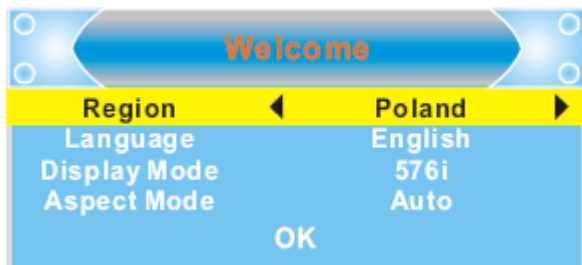 Welcome
Region Poland
Language English
Display Mode 576i
Aspect Mode Auto
OK